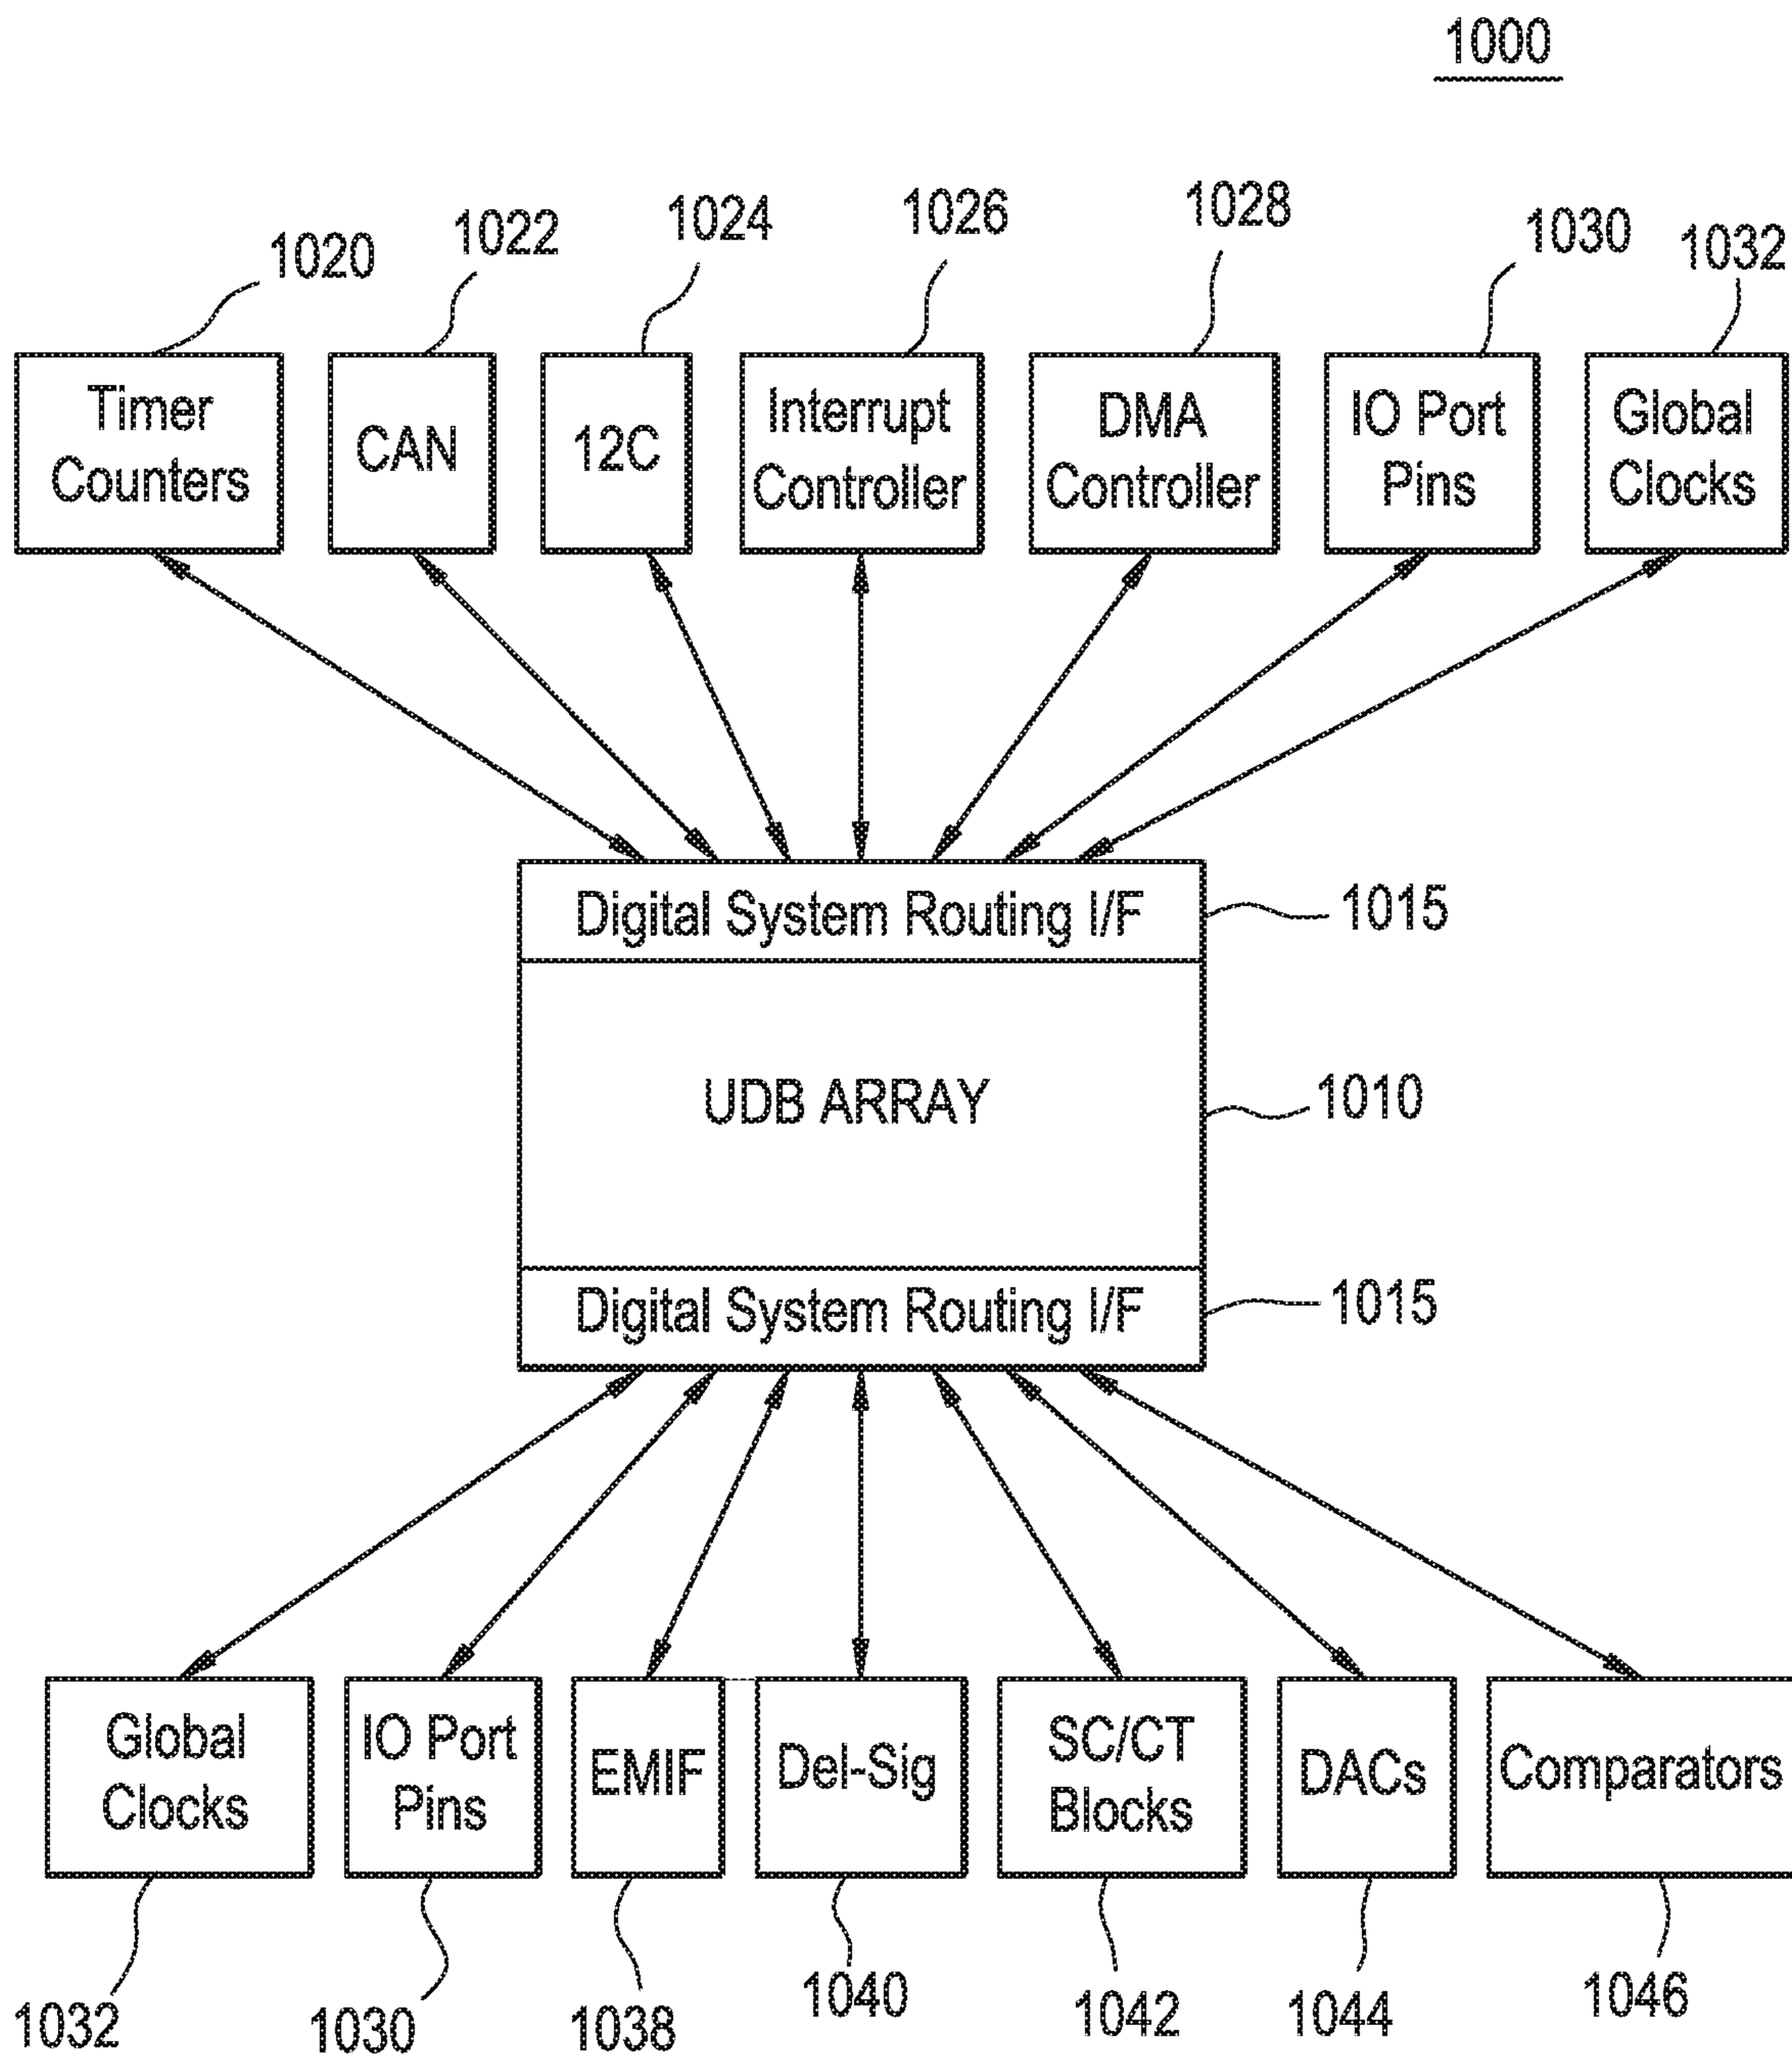 1000
1020
1022
1024
1026
1028
1030
1032
Timer
Counters
CAN
12C
Interrupt
Controller
DMA
Controller
IO Port
Pins
Global
Clocks
Digital System Routing I/F
1015
UDB ARRAY
1010
Digital System Routing I/F
1015
Global
Clocks
IO Port
Pins
EMIF
Del-Sig
SC/CT
Blocks
DACs
Comparators
1032
1030
1038
1040
1042
1044
1046